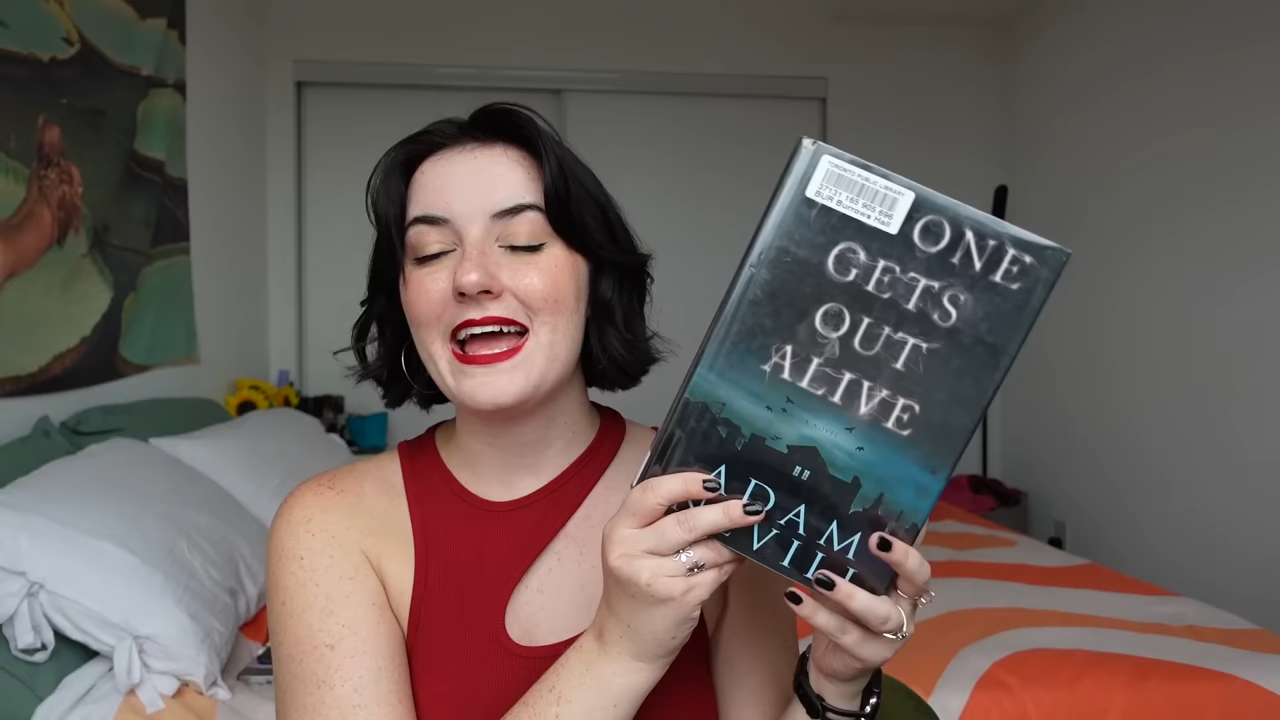 TORONTO PUBLIC LIBRARY
37131 165 905 696
BUR Burrows Hall
ONE
GETS
OUT
ALIVE
A NOVEL
ADAM